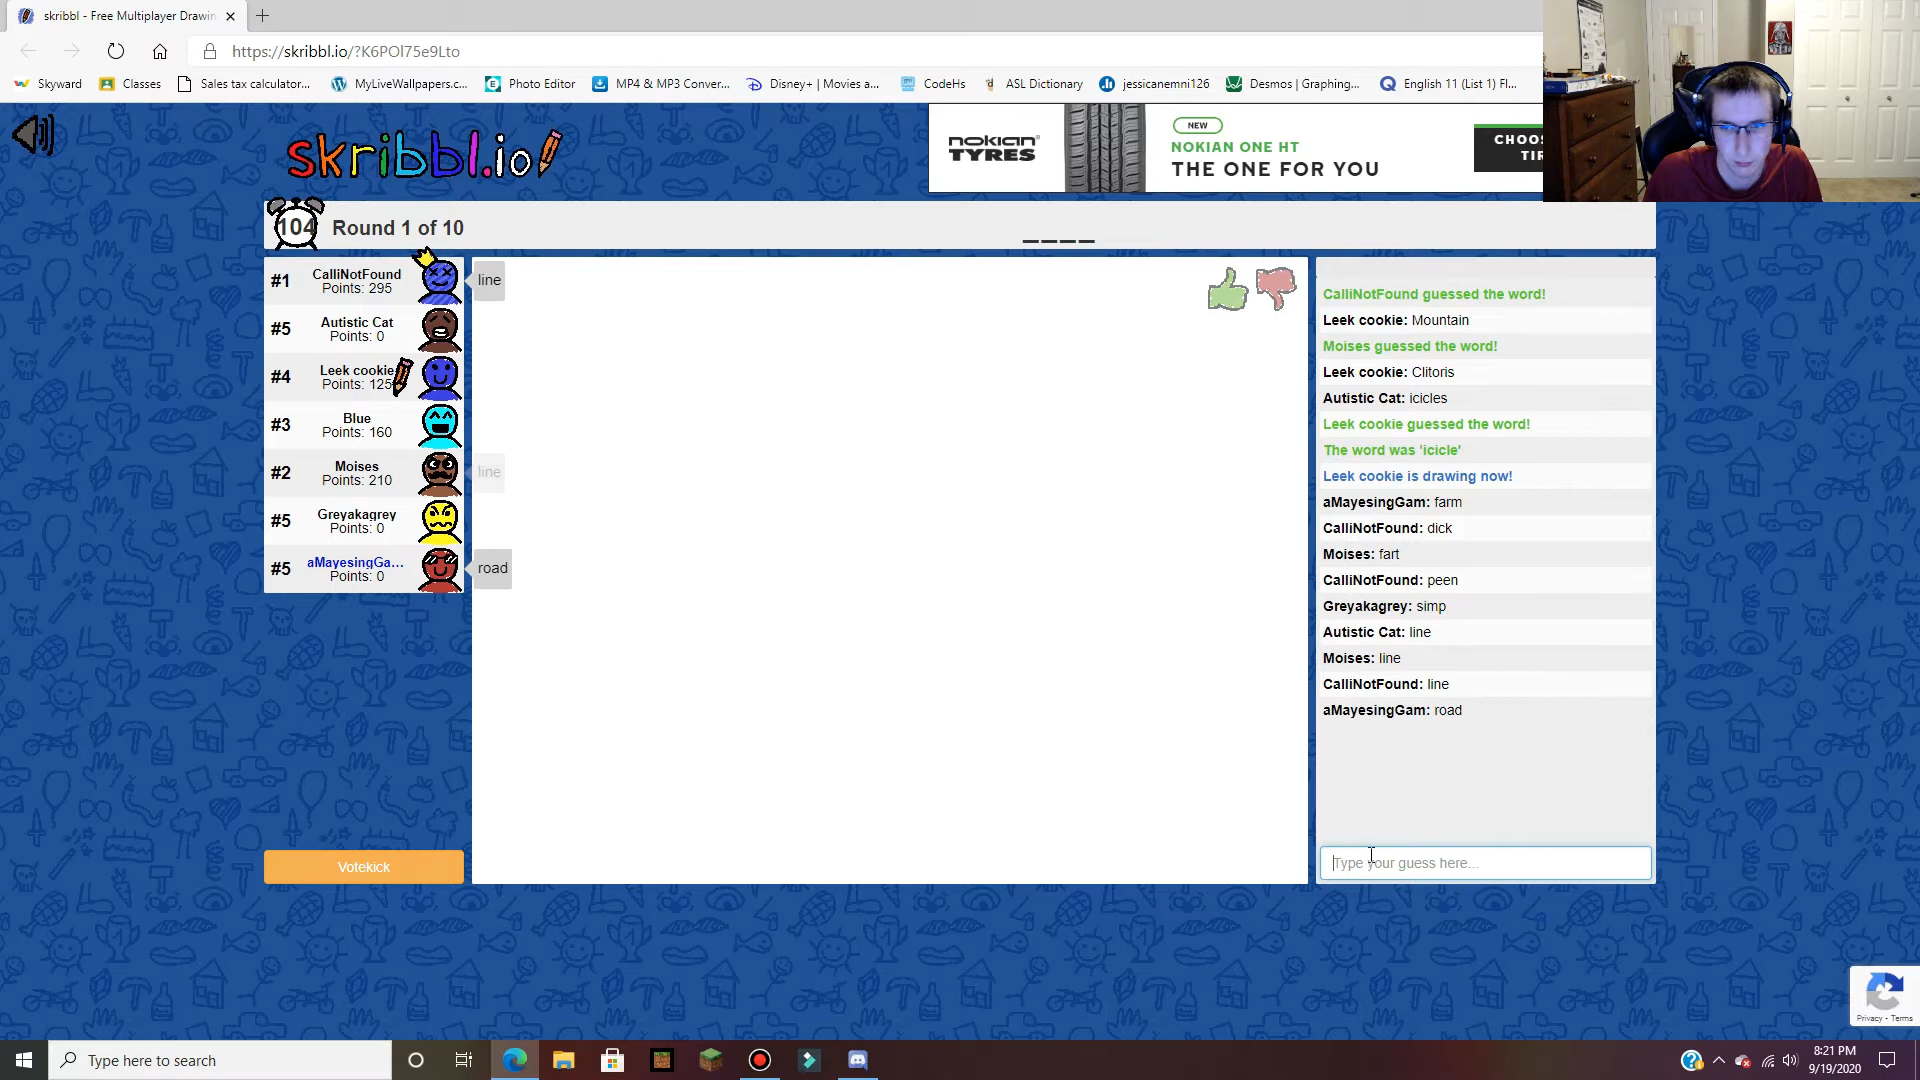 skribbl - Free Multiplayer Drawin
https://skribbl.io/?K6POl75e9Lto
Skyward
Classes
Sales tax calculator...
MyLiveWallpapers.c...
Photo Editor
MP4 & MP3 Conver...
Disney+ | Movies a...
CodeHs
ASL Dictionary
jessicanemni126
Desmos | Graphing...
English 11 (List 1) Fl...
skribbl.io
NOKIAN
TYRES
NEW
NOKIAN ONE HT
THE ONE FOR YOU
CHOOS
TIR
104
Round 1 of 10
____
#1
CalliNotFound
Points: 295
line
#5
Autistic Cat
Points: 0
#4
Leek cookie
Points: 125
#3
Blue
Points: 160
#2
Moises
Points: 210
line
#5
Greyakagrey
Points: 0
#5
aMayesingGa...
Points: 0
road
Votekick
CalliNotFound guessed the word!
Leek cookie: Mountain
Moises guessed the word!
Leek cookie: Clitoris
Autistic Cat: icicles
Leek cookie guessed the word!
The word was 'icicle'
Leek cookie is drawing now!
aMayesingGam: farm
CalliNotFound: dick
Moises: fart
CalliNotFound: peen
Greyakagrey: simp
Autistic Cat: line
Moises: line
CalliNotFound: line
aMayesingGam: road
Type your guess here...
Privacy - Terms
Type here to search
8:21 PM
9/19/2020